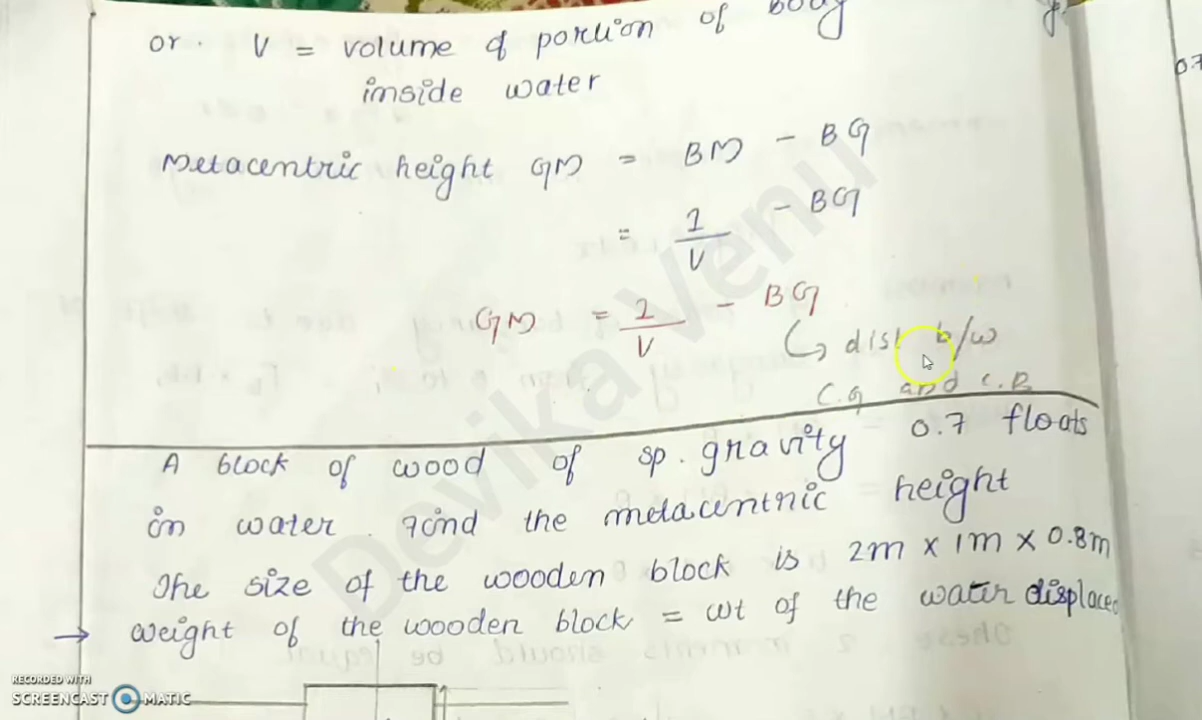 or. V = volume of portion of body
inside water
Metacentric height GM = BM - BG
= I/V - BG
GM = I/V - BG
↳ dist b/w
C.G and C.B
A block of wood of sp. gravity 0.7 floats
in water. Find the metacentric height
The size of the wooden block is 2m x 1m x 0.8m
→ weight of the wooden block = wt of the water displaced
Devika Venu
RECORDED WITH
SCREENCAST O MATIC